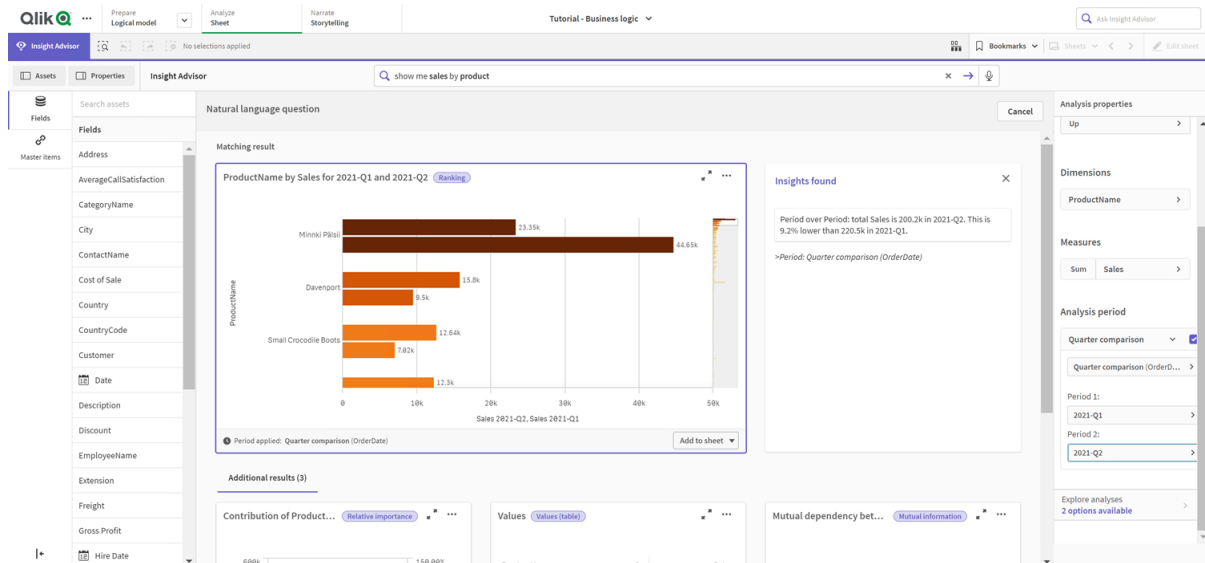 Qlik
Prepare
Logical model
Analyze
Sheet
Narrate
Storytelling
Tutorial - Business logic
Ask Insight Advisor
Insight Advisor
No selections applied
Bookmarks
Sheets
Edit sheet
Assets
Properties
Insight Advisor
show me sales by product
Fields
Master items
Search assets
Fields
Address
AverageCallSatisfaction
CategoryName
City
ContactName
Cost of Sale
Country
CountryCode
Customer
Date
Description
Discount
EmployeeName
Extension
Freight
Gross Profit
Hire Date
Natural language question
Cancel
Matching result
ProductName by Sales for 2021-Q1 and 2021-Q2 Ranking
ProductName
Minnki Pälsii
23.35k
44.65k
Davenport
15.8k
9.5k
Small Crocodile Boots
12.64k
7.02k
12.3k
0 10k 20k 30k 40k 50k
Sales 2021-Q2, Sales 2021-Q1
Period applied: Quarter comparison (OrderDate)
Add to sheet
Insights found
Period over Period: total Sales is 200.2k in 2021-Q2. This is
9.2% lower than 220.5k in 2021-Q1.
>Period: Quarter comparison (OrderDate)
Additional results (3)
Contribution of Product... Relative importance
600k 150.00%
Values Values (table)
Mutual dependency bet... Mutual information
Analysis properties
Up
Dimensions
ProductName
Measures
Sum Sales
Analysis period
Quarter comparison
Quarter comparison (OrderD...
Period 1:
2021-Q1
Period 2:
2021-Q2
Explore analyses
2 options available